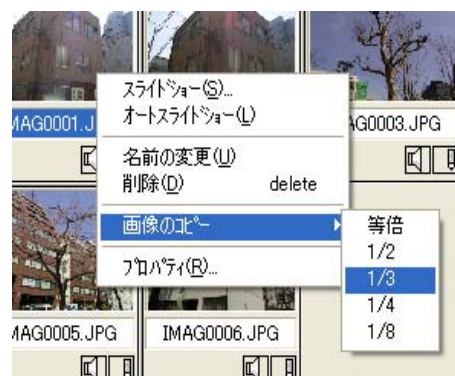 スライドショー(S)...
オートスライドショー(L)
名前の変更(U)
削除(D) delete
画像のコピー
プロパティ(R)...
等倍
1/2
1/3
1/4
1/8
MAG0001.J
AG0003.JPG
MAG0005.JPG
IMAG0006.JPG